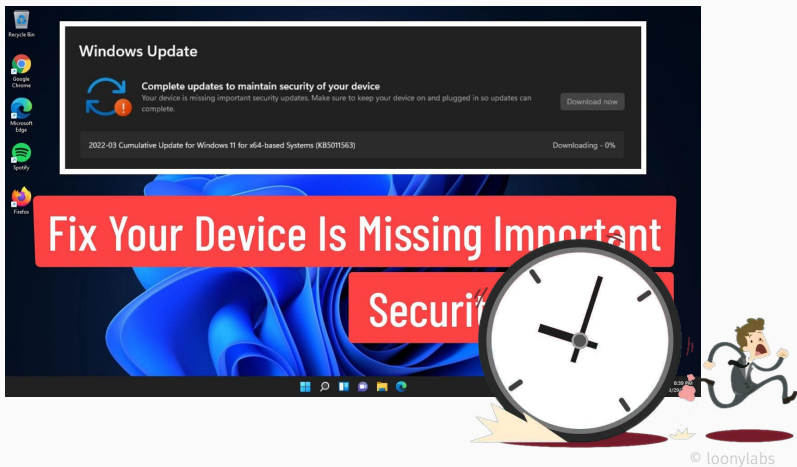 Recycle Bin
Google
Chrome
Microsoft
Edge
Spotify
Firefox
Windows Update
Complete updates to maintain security of your device
Your device is missing important security updates. Make sure to keep your device on and plugged in so updates can
complete.
Download now
2022-03 Cumulative Update for Windows 11 for x64-based Systems (KB5011563)
Downloading - 0%
Fix Your Device Is Missing Important
8:39 PM
© loonylabs